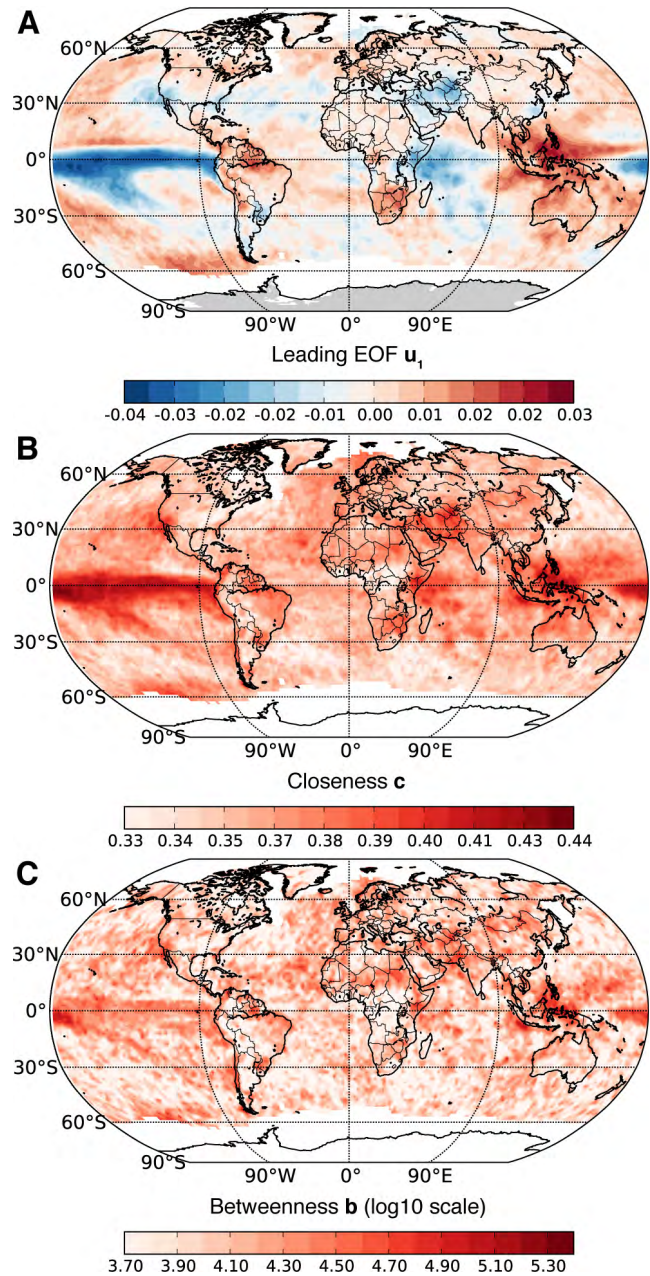 A
60°N
30°N
0°
30°S
60°S
90°S
90°W 0° 90°E
Leading EOF u₁
-0.04 -0.03 -0.02 -0.02 -0.01 0.00 0.01 0.02 0.02 0.03
B
60°N
30°N
0°
30°S
60°S
90°S
90°W 0° 90°E
Closeness c
0.33 0.34 0.35 0.37 0.38 0.39 0.40 0.41 0.43 0.44
C
60°N
30°N
0°
30°S
60°S
90°S
90°W 0° 90°E
Betweenness b (log10 scale)
3.70 3.90 4.10 4.30 4.50 4.70 4.90 5.10 5.30